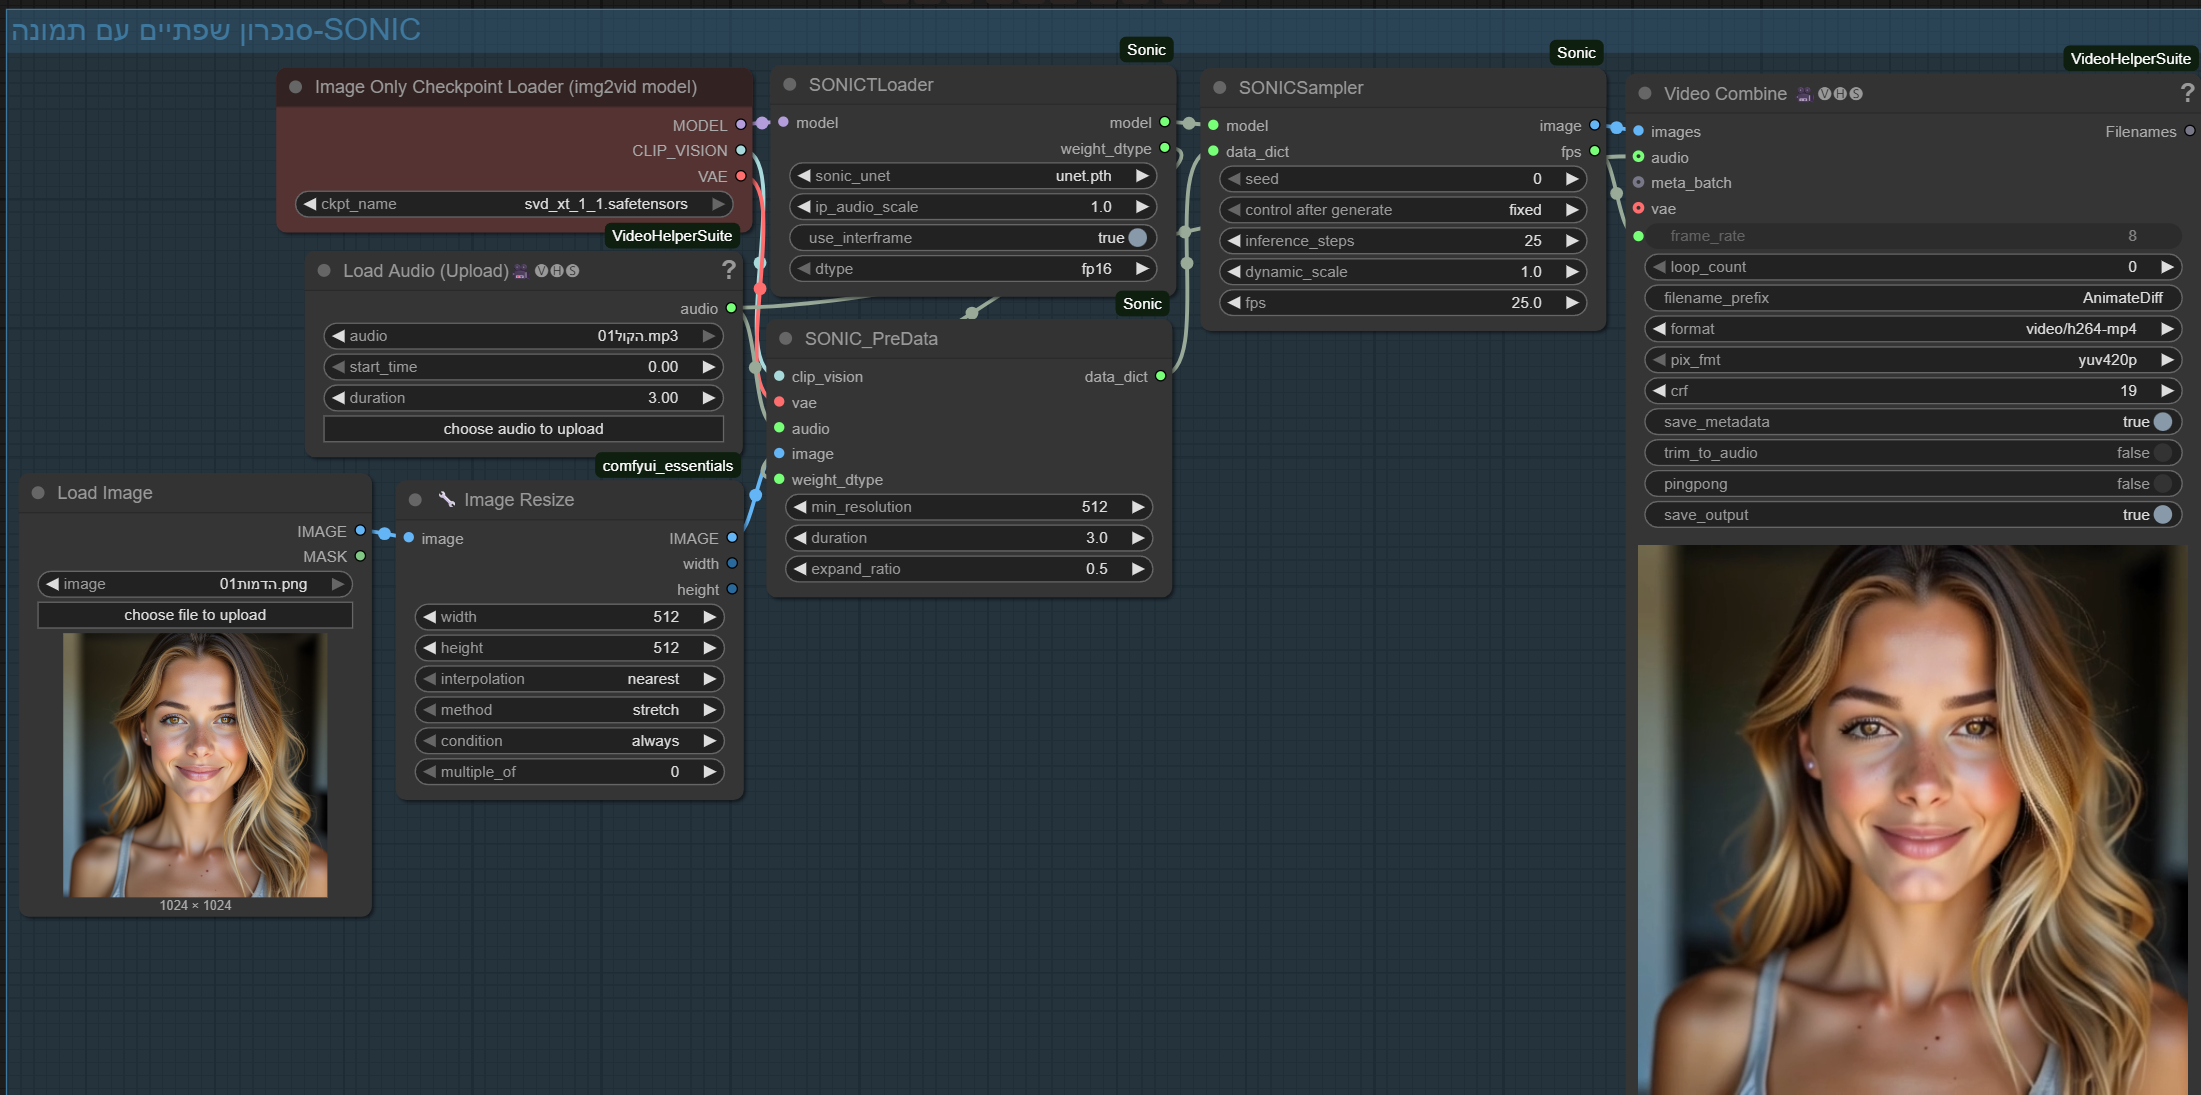 סנכרון שפתיים עם תמונה-SONIC
Image Only Checkpoint Loader (img2vid model)
MODEL
CLIP_VISION
VAE
ckpt_name svd_xt_1_1.safetensors
VideoHelperSuite
Load Audio (Upload) 🎥🅥🅗🅢 ?
audio
audio הקול01.mp3
start_time 0.00
duration 3.00
choose audio to upload
Load Image
IMAGE
MASK
image הדמות01.png
choose file to upload
1024 × 1024
comfyui_essentials
🔧 Image Resize
image IMAGE
width
height
width 512
height 512
interpolation nearest
method stretch
condition always
multiple_of 0
Sonic
SONICTLoader
model model
weight_dtype
sonic_unet unet.pth
ip_audio_scale 1.0
use_interframe true
dtype fp16
Sonic
SONIC_PreData
clip_vision data_dict
vae
audio
image
weight_dtype
min_resolution 512
duration 3.0
expand_ratio 0.5
Sonic
SONICSampler
model image
data_dict fps
seed 0
control after generate fixed
inference_steps 25
dynamic_scale 1.0
fps 25.0
VideoHelperSuite
Video Combine 🎥🅥🅗🅢 ?
images Filenames
audio
meta_batch
vae
frame_rate 8
loop_count 0
filename_prefix AnimateDiff
format video/h264-mp4
pix_fmt yuv420p
crf 19
save_metadata true
trim_to_audio false
pingpong false
save_output true